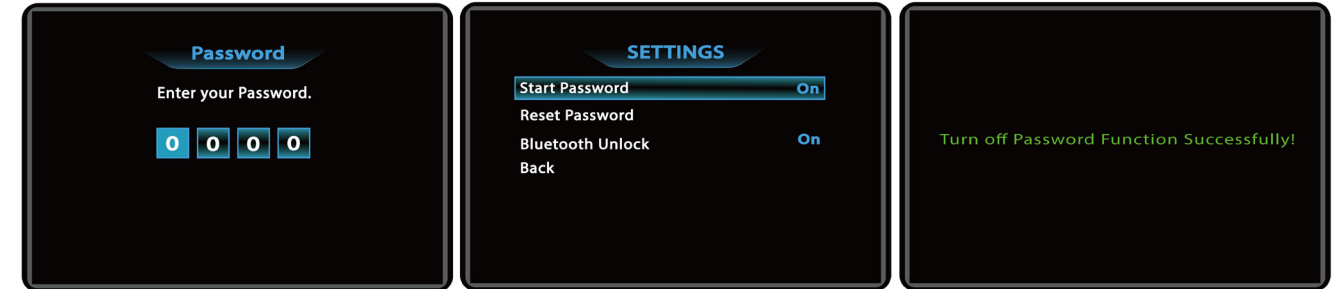 Password
Enter your Password.
0 0 0 0
SETTINGS
Start Password On
Reset Password
Bluetooth Unlock On
Back
Turn off Password Function Successfully!